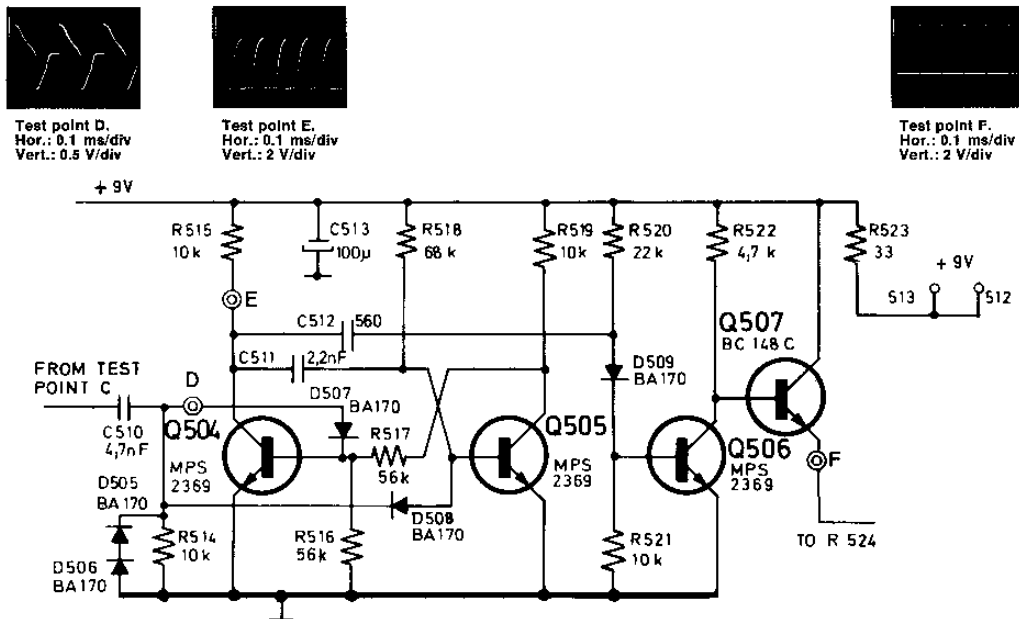 Test point D.
Hor.: 0.1 ms/div
Vert.: 0.5 V/div
Test point E.
Hor.: 0.1 ms/div
Vert.: 2 V/div
Test point F.
Hor.: 0.1 ms/div
Vert.: 2 V/div
+ 9V
R515
10 k
C513
100µ
R518
68 k
R519
10k
R520
22 k
R522
4,7 k
R523
33
+ 9V
513
512
E
C512
560
C511
2,2nF
Q507
BC 148 C
FROM TEST
POINT C
D
D507
BA170
D509
BA170
C510
4,7nF
Q504
MPS
2369
R517
56k
Q505
MPS
2369
Q506
MPS
2369
F
D505
BA170
D508
BA170
R514
10k
R516
56k
R521
10k
TO R 524
D506
BA170